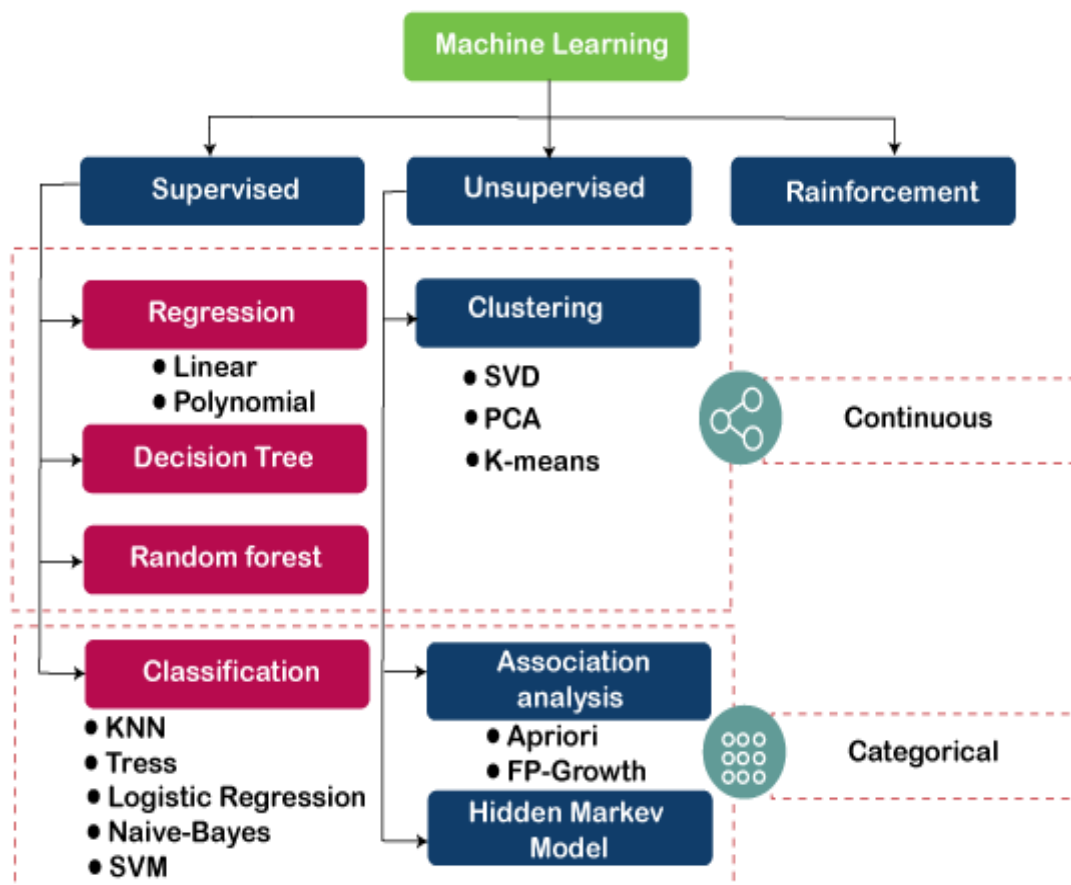 Machine Learning
Supervised
Unsupervised
Rainforcement
Regression
Linear
Polynomial
Decision Tree
Random forest
Clustering
SVD
PCA
K-means
Continuous
Classification
KNN
Tress
Logistic Regression
Naive-Bayes
SVM
Association
analysis
Apriori
FP-Growth
Hidden Markev
Model
Categorical